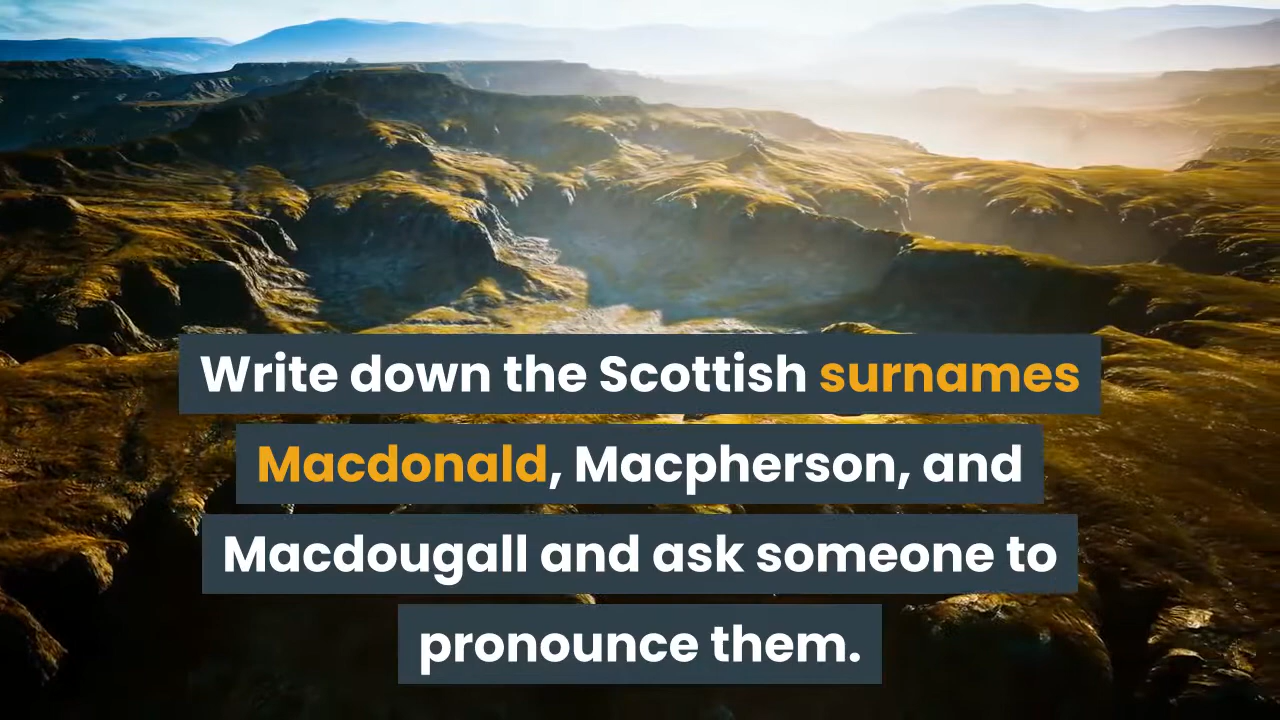 Write down the Scottish surnames
Macdonald, Macpherson, and
Macdougall and ask someone to
pronounce them.